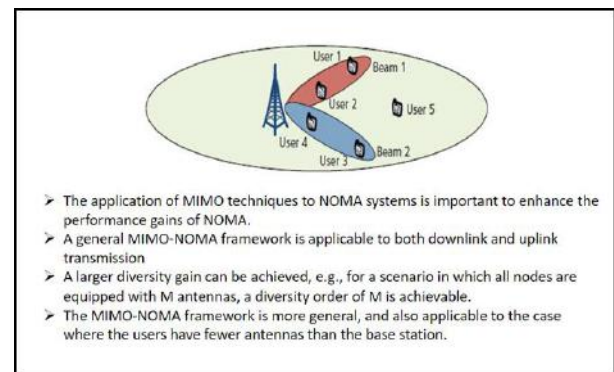 User 1
Beam 1
User 2
User 5
User 4
User 3
Beam 2
➢ The application of MIMO techniques to NOMA systems is important to enhance the
performance gains of NOMA.
➢ A general MIMO-NOMA framework is applicable to both downlink and uplink
transmission
➢ A larger diversity gain can be achieved, e.g., for a scenario in which all nodes are
equipped with M antennas, a diversity order of M is achievable.
➢ The MIMO-NOMA framework is more general, and also applicable to the case
where the users have fewer antennas than the base station.